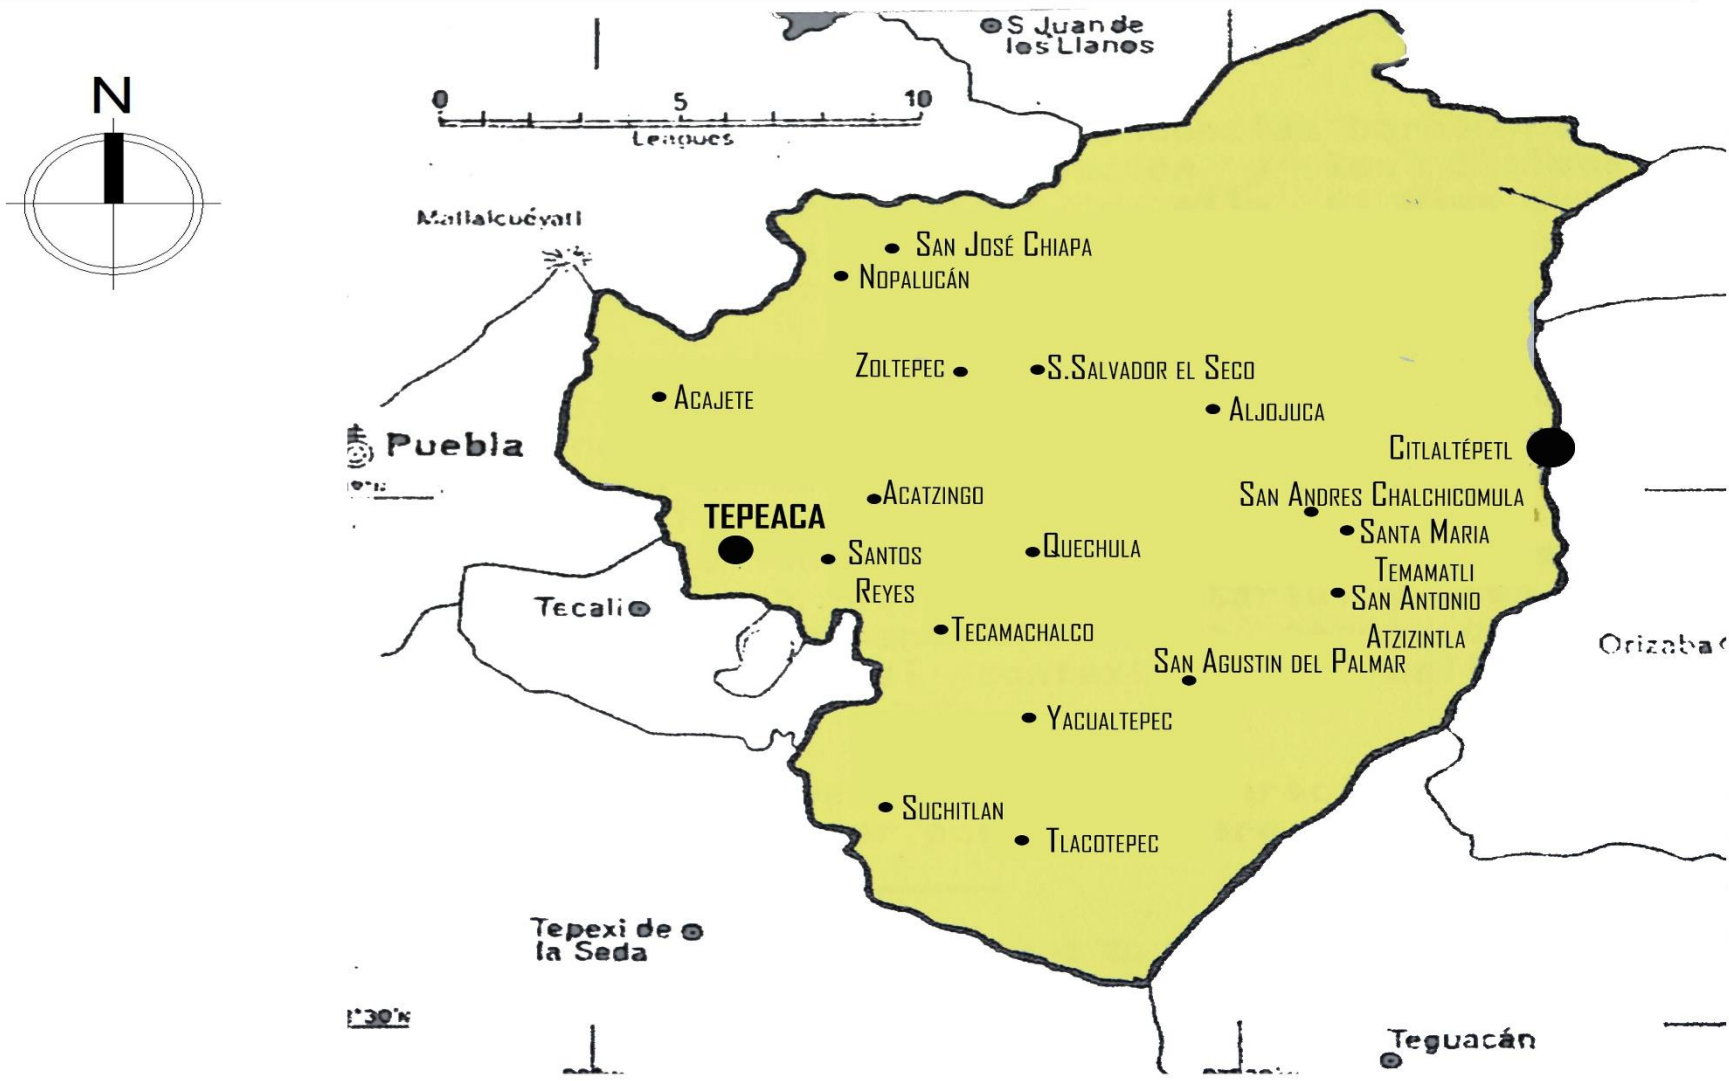 N
S Juan de
los Llanos
0 5 10
Leagues
Matlalcuéyatl
SAN JOSÉ CHIAPA
NOPALUCÁN
ZOLTEPEC
S.SALVADOR EL SECO
ACAJETE
ALJOJUCA
Puebla
CITLALTÉPETL
ACATZINGO
SAN ANDRES CHALCHICOMULA
TEPEACA
SANTA MARIA
TEMAMATLI
QUECHULA
SANTOS
REYES
Tecali
SAN ANTONIO
ATZIZINTLA
TECAMACHALCO
Orizaba
SAN AGUSTIN DEL PALMAR
YACUALTEPEC
SUCHITLAN
TLACOTEPEC
Tepexi de
la Seda
Teguacán